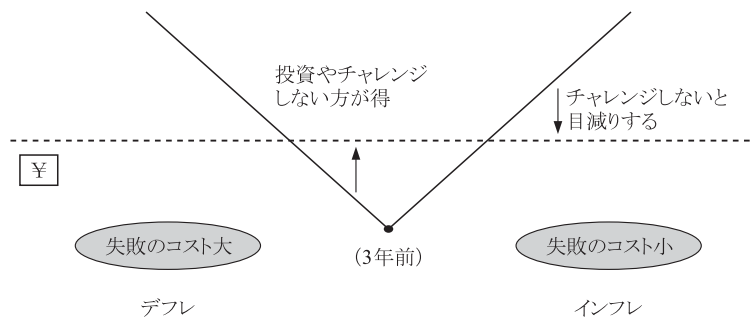 投資やチャレンジ
しない方が得
チャレンジしないと
目減りする
¥
失敗のコスト大
(3年前)
失敗のコスト小
デフレ
インフレ